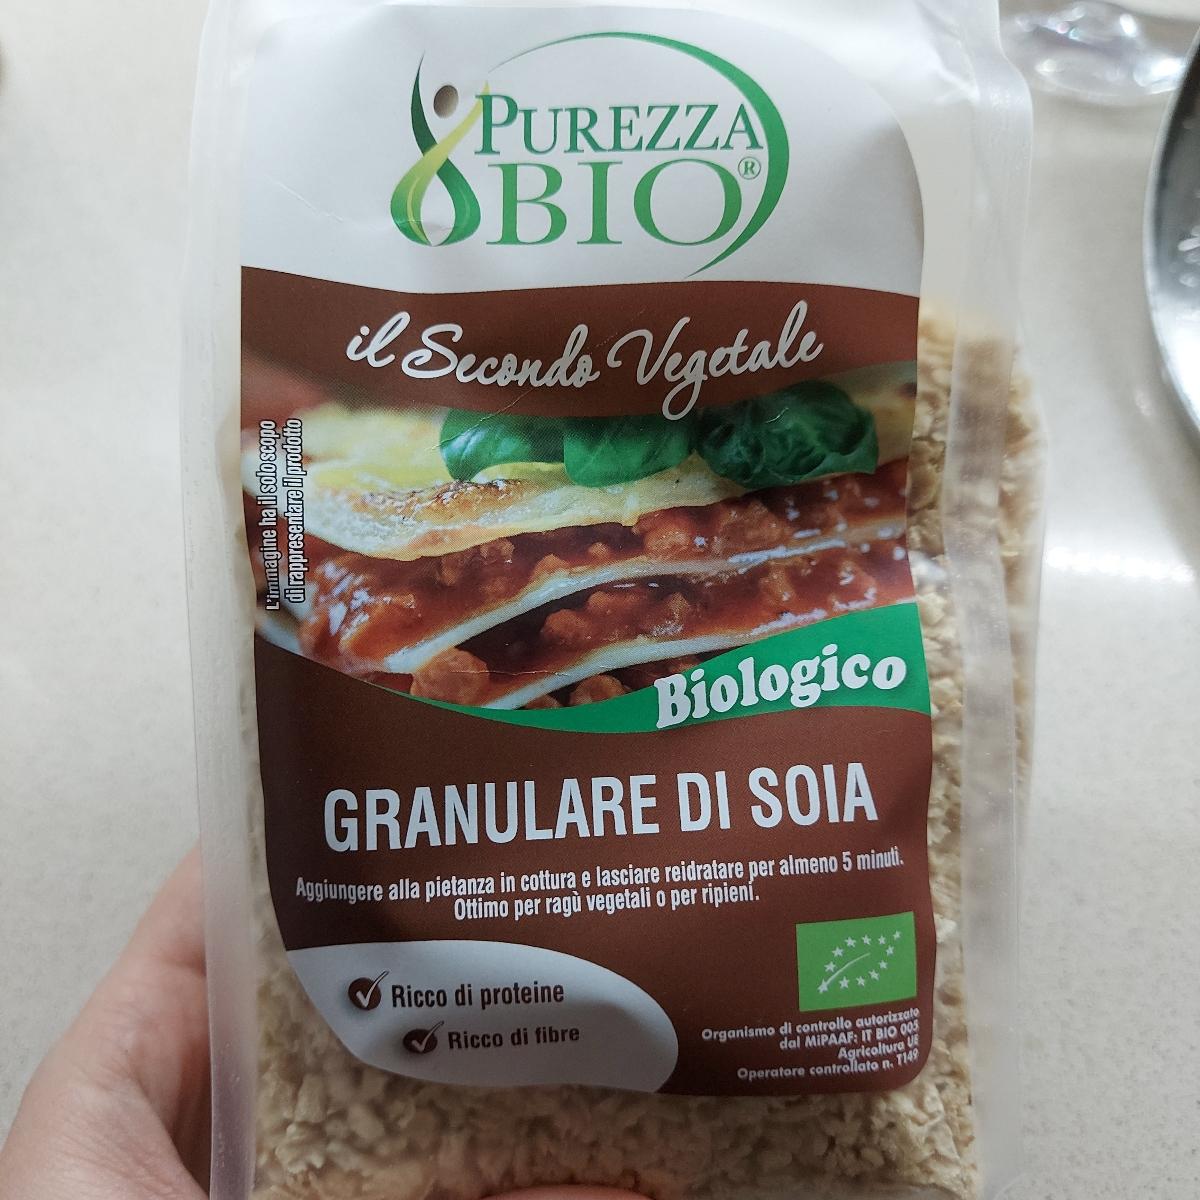 PUREZZA
BIO®
il Secondo Vegetale
L'immagine ha il solo scopo
di rappresentare il prodotto
Biologico
GRANULARE DI SOIA
Aggiungere alla pietanza in cottura e lasciare reidratare per almeno 5 minuti.
Ottimo per ragù vegetali o per ripieni.
Ricco di proteine
Ricco di fibre
Organismo di controllo autorizzato
dal MiPAAF: IT BIO 005
Agricoltura UE
Operatore controllato n. T149